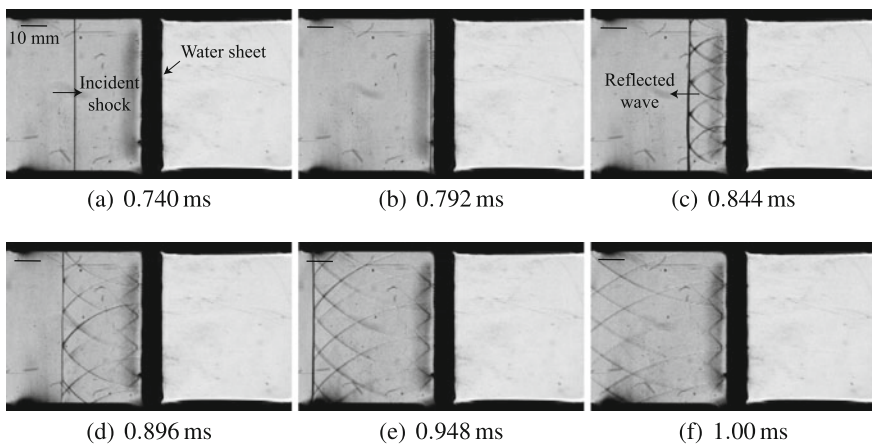 10 mm
Water sheet
Incident
shock
Reflected
wave
(a) 0.740 ms
(b) 0.792 ms
(c) 0.844 ms
(d) 0.896 ms
(e) 0.948 ms
(f) 1.00 ms